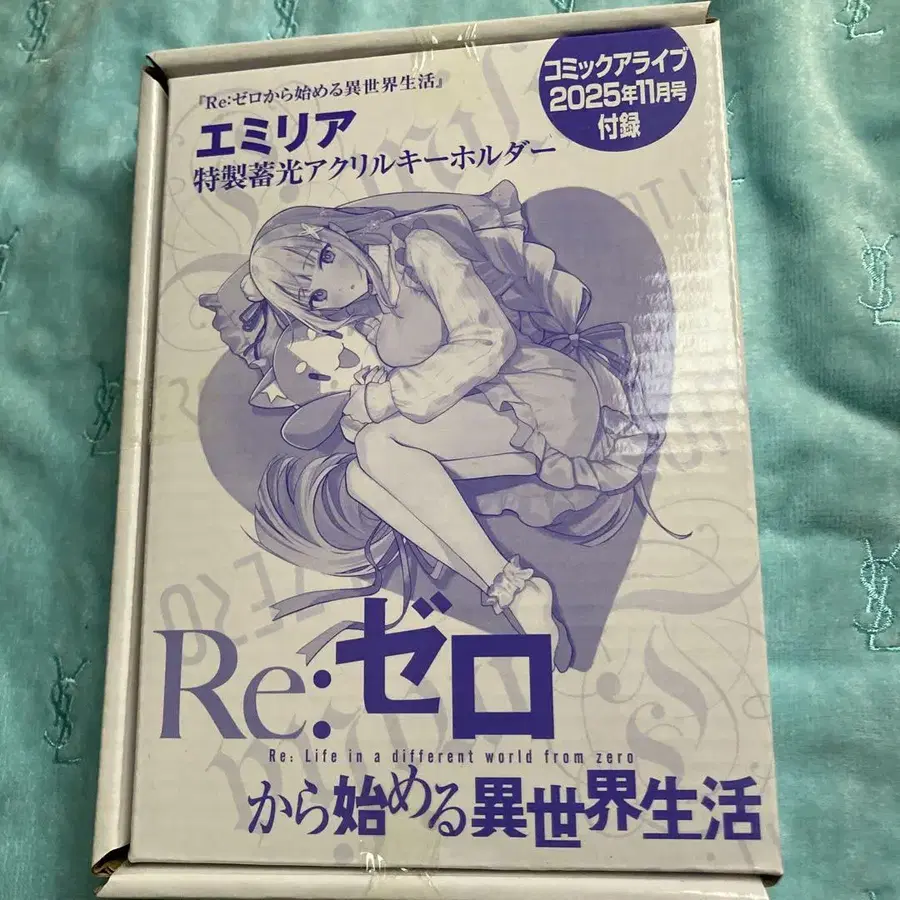 『Re:ゼロから始める異世界生活』
エミリア
特製蓄光アクリルキーホルダー
コミックアライブ
2025年11月号
付録
Re:ゼロ
Re: Life in a different world from zero
から始める異世界生活